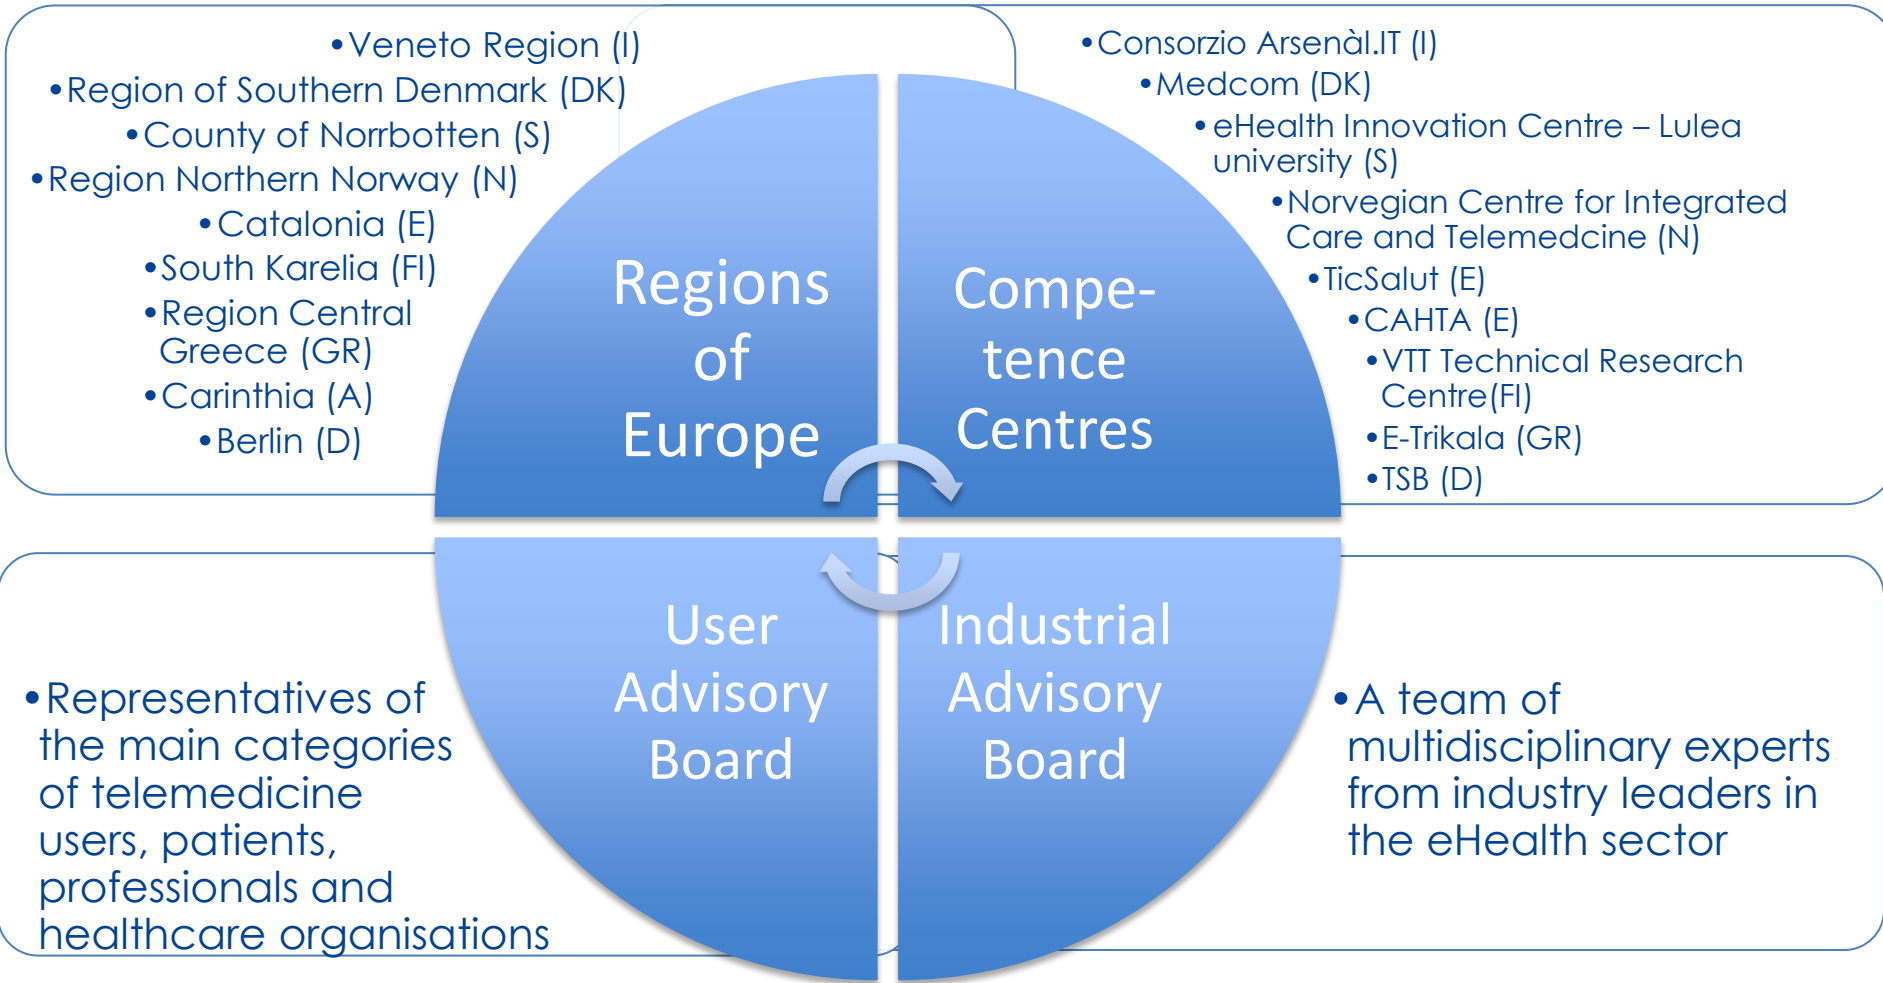 •Veneto Region (I)
•Region of Southern Denmark (DK)
•County of Norrbotten (S)
•Region Northern Norway (N)
•Catalonia (E)
•South Karelia (FI)
•Region Central
Greece (GR)
•Carinthia (A)
•Berlin (D)
Regions
of
Europe
•Consorzio Arsenàl.IT (I)
•Medcom (DK)
•eHealth Innovation Centre – Lulea
university (S)
•Norvegian Centre for Integrated
Care and Telemedcine (N)
•TicSalut (E)
•CAHTA (E)
•VTT Technical Research
Centre(FI)
•E-Trikala (GR)
•TSB (D)
Compe-
tence
Centres
•Representatives of
the main categories
of telemedicine
users, patients,
professionals and
healthcare organisations
User
Advisory
Board
Industrial
Advisory
Board
•A team of
multidisciplinary experts
from industry leaders in
the eHealth sector